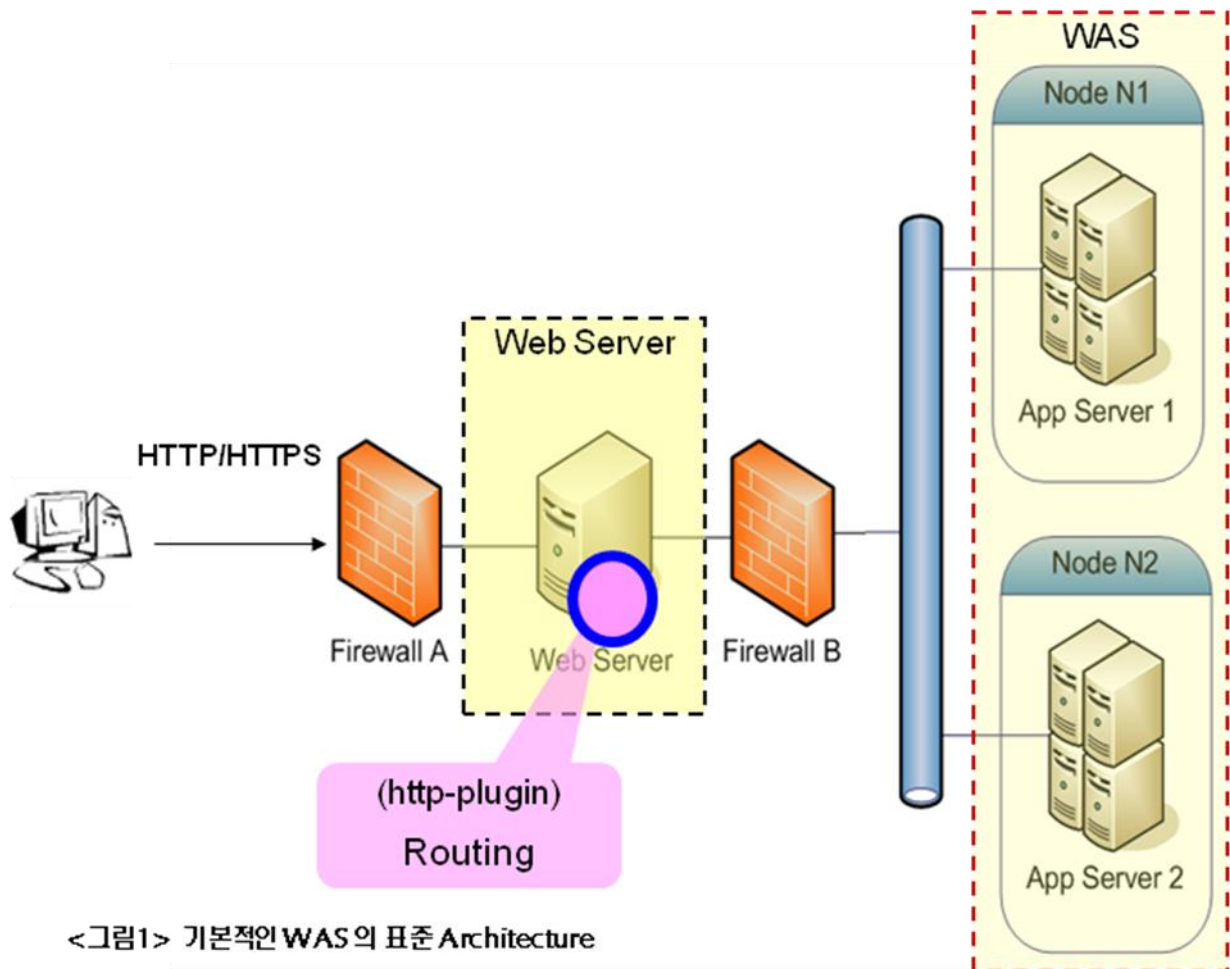 WAS
Node N1
App Server 1
Web Server
HTTP/HTTPS
Firewall A
Web Server
Firewall B
Node N2
App Server 2
(http-plugin)
Routing
<그림1> 기본적인 WAS 의 표준 Architecture